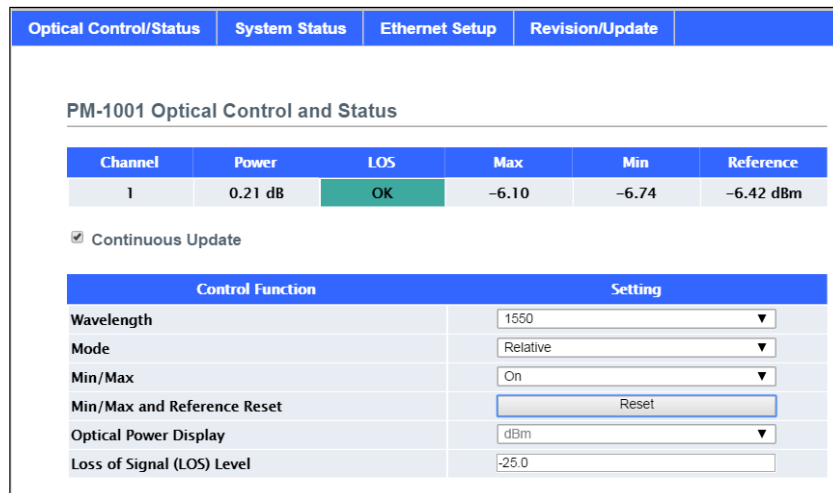 Optical Control/Status System Status Ethernet Setup Revision/Update
PM-1001 Optical Control and Status
Channel Power LOS Max Min Reference
1 0.21 dB OK −6.10 −6.74 −6.42 dBm
Continuous Update
Control Function Setting
Wavelength 1550
Mode Relative
Min/Max On
Min/Max and Reference Reset Reset
Optical Power Display dBm
Loss of Signal (LOS) Level -25.0